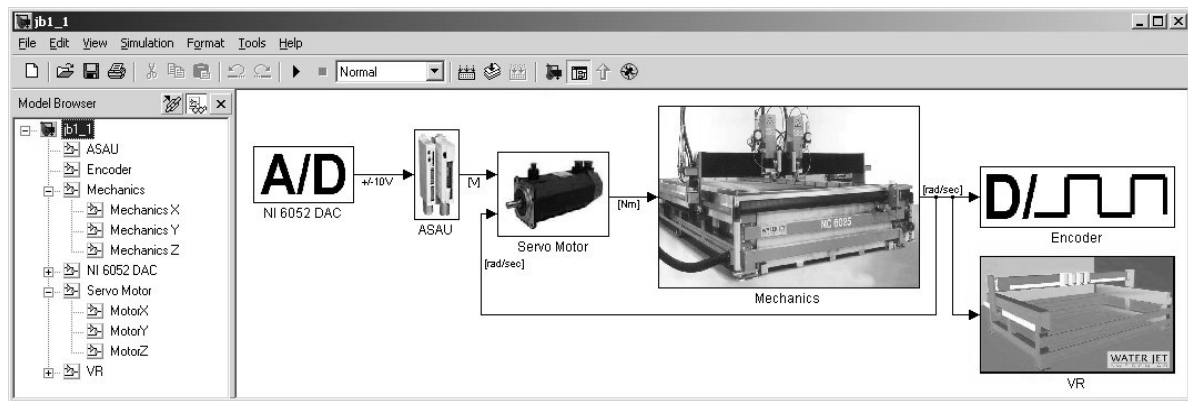 jb1_1
File Edit View Simulation Format Tools Help
Normal
Model Browser
jb1_1
ASAU
Encoder
Mechanics
Mechanics X
Mechanics Y
Mechanics Z
NI 6052 DAC
Servo Motor
MotorX
MotorY
MotorZ
VR
A/D
NI 6052 DAC
+/-10V
ASAU
[V]
Servo Motor
[rad/sec]
[Nm]
NC 6025
Mechanics
[rad/sec]
D/
Encoder
WATER JET
VR